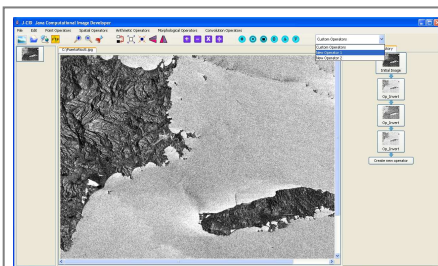 J-CID. Java Computational Image Developer
File Edit Point Operators Spatial Operators Arithmetic Operators Morphological Operators Convolution Operators
Custom Operators
Custom Operators
New Operator 1
New Operator 2
Initial Image
Op_Invert
Op_Invert
Op_Invert
Create new operator